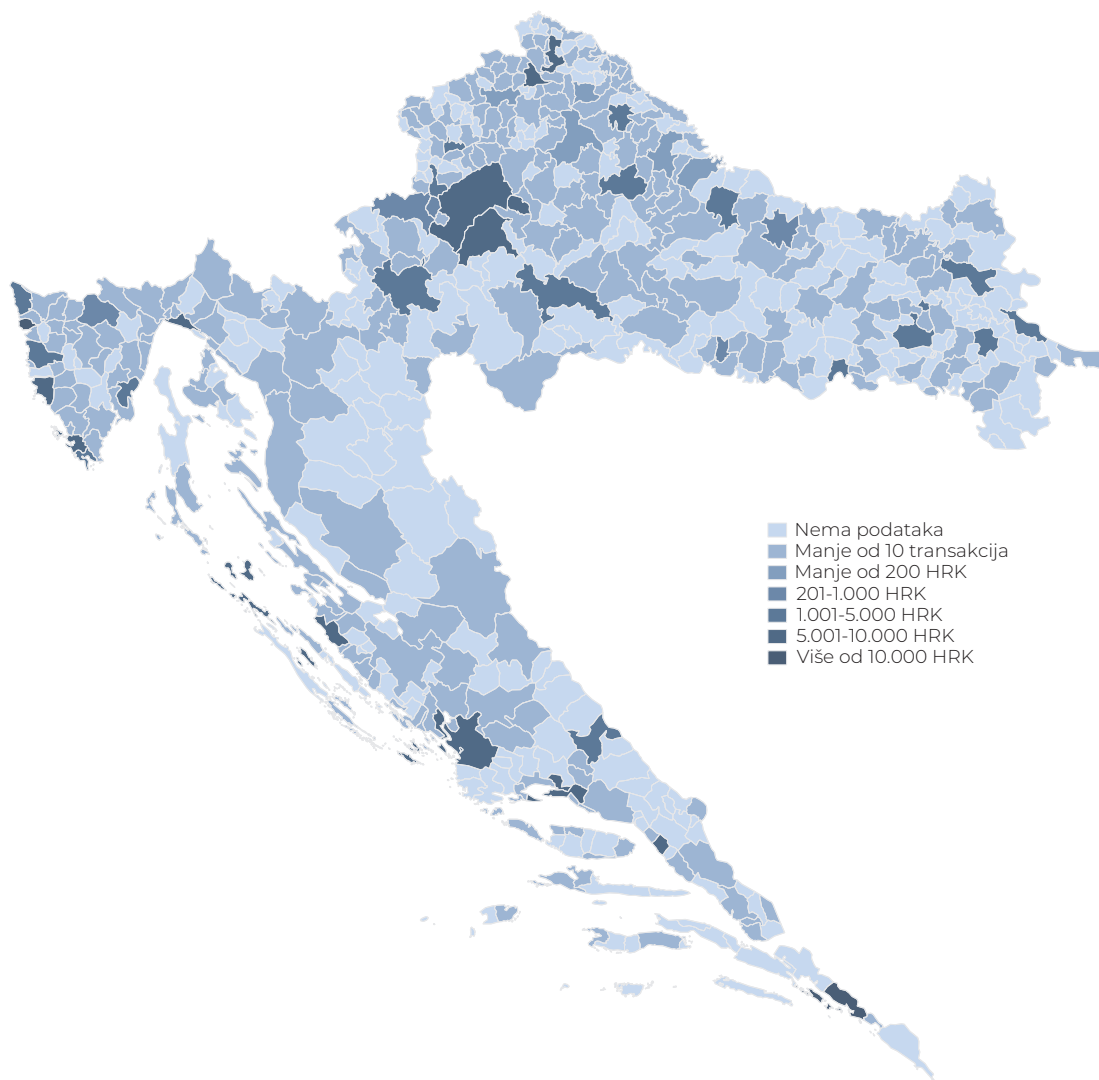 Nema podataka
Manje od 10 transakcija
Manje od 200 HRK
201-1.000 HRK
1.001-5.000 HRK
5.001-10.000 HRK
Više od 10.000 HRK